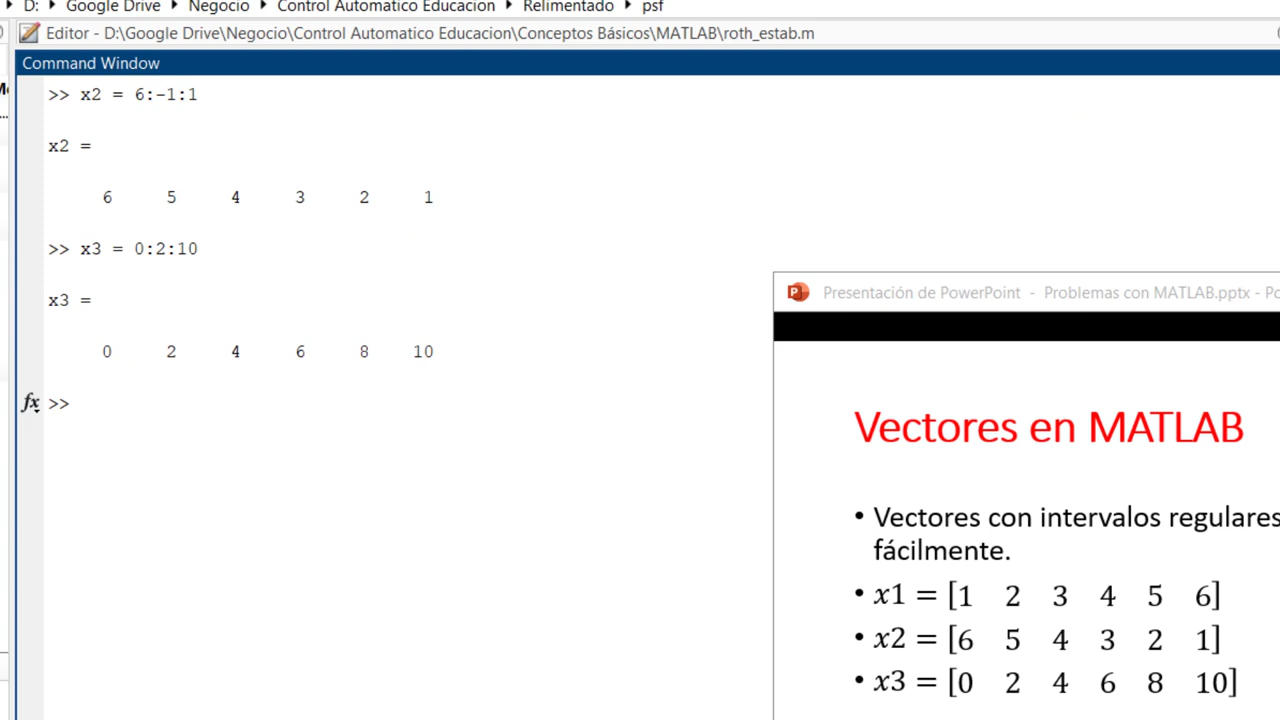 D: Google Drive Negocio Control Automatico Educacion Relimentado psf
Editor - D:\Google Drive\Negocio\Control Automatico Educacion\Conceptos Básicos\MATLAB\roth_estab.m
Command Window
>> x2 = 6:-1:1
x2 =
6 5 4 3 2 1
>> x3 = 0:2:10
x3 =
0 2 4 6 8 10
fx >>
Presentación de PowerPoint - Problemas con MATLAB.pptx - Po
Vectores en MATLAB
• Vectores con intervalos regulares
fácilmente.
• x1 = [1 2 3 4 5 6]
• x2 = [6 5 4 3 2 1]
• x3 = [0 2 4 6 8 10]